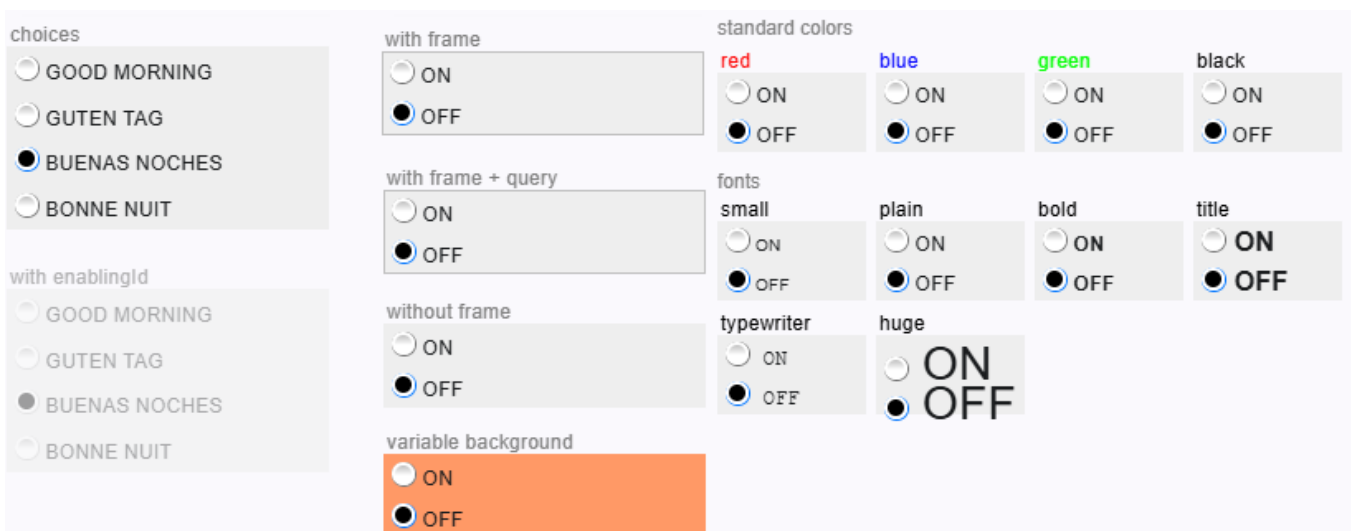 choices
GOOD MORNING
GUTEN TAG
BUENAS NOCHES
BONNE NUIT
with enablingId
GOOD MORNING
GUTEN TAG
BUENAS NOCHES
BONNE NUIT
with frame
ON
OFF
with frame + query
ON
OFF
without frame
ON
OFF
variable background
ON
OFF
standard colors
red blue green black
ON ON ON ON
OFF OFF OFF OFF
fonts
small plain bold title
ON ON ON ON
OFF OFF OFF OFF
typewriter huge
ON ON
OFF OFF